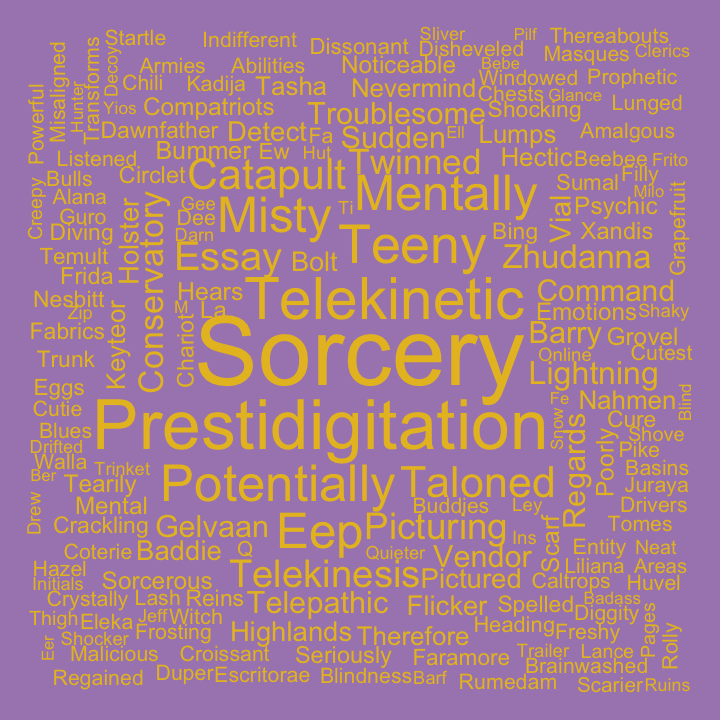 Sliver
Pilf
Startle
Indifferent
Dissonant
Disheveled
Thereabouts
Masques
Clerics
Misaligned
Transforms
Decoy
Armies
Abilities
Noticeable
Bebe
Windowed
Prophetic
Powerful
Hunter
Chili
Kadija
Tasha
Nevermind
Chests
Glance
Yios
Compatriots
Troublesome
Shocking
Lunged
Dawnfather
Detect
Fa
Sudden
Ell
Lumps
Amalgous
Listened
Bummer
Ew
Hut
Twinned
Hectic
Beebee
Frito
Bulls
Circlet
Catapult
Mentally
Sumal
Filly
Milo
Creepy
Alana
Guro
Holster
Conservatory
Gee
Dee
Misty
Ti
Vial
Psychic
Grapefruit
Diving
Darn
Teeny
Bing
Xandis
Temult
Essay
Bolt
Zhudanna
Frida
Hears
Telekinetic
Command
Nesbitt
Zip
Keyteor
Chariot
M
La
Emotions
Shaky
Fabrics
Sorcery
Barry
Grovel
Trunk
Online
Cutest
Eggs
Lightning
Cutie
Prestidigitation
Fe
Snow
Nahmen
Blind
Blues
Regards
Cure
Shove
Drifted
Poorly
Pike
Walla
Trinket
Basins
Ber
Tearily
Potentially
Taloned
Juraya
Drew
Mental
Buddies
Ley
Drivers
Crackling
Gelvaan
Eep
Picturing
Ins
Scarf
Tomes
Coterie
Baddie
Q
Quieter
Vendor
Entity
Neat
Hazel
Initials
Sorcerous
Telekinesis
Pictured
Caltrops
Liliana
Areas
Huvel
Crystally
Lash
Reins
Telepathic
Flicker
Spelled
Badass
Diggity
Thigh
Eleka
Jeff
Witch
Heading
Freshy
Pages
Rolly
Eer
Shocker
Frosting
Highlands
Therefore
Malicious
Croissant
Seriously
Faramore
Trailer
Lance
Brainwashed
Regained
Duper
Escritorae
Blindness
Barf
Rumedam
Scarier
Ruins